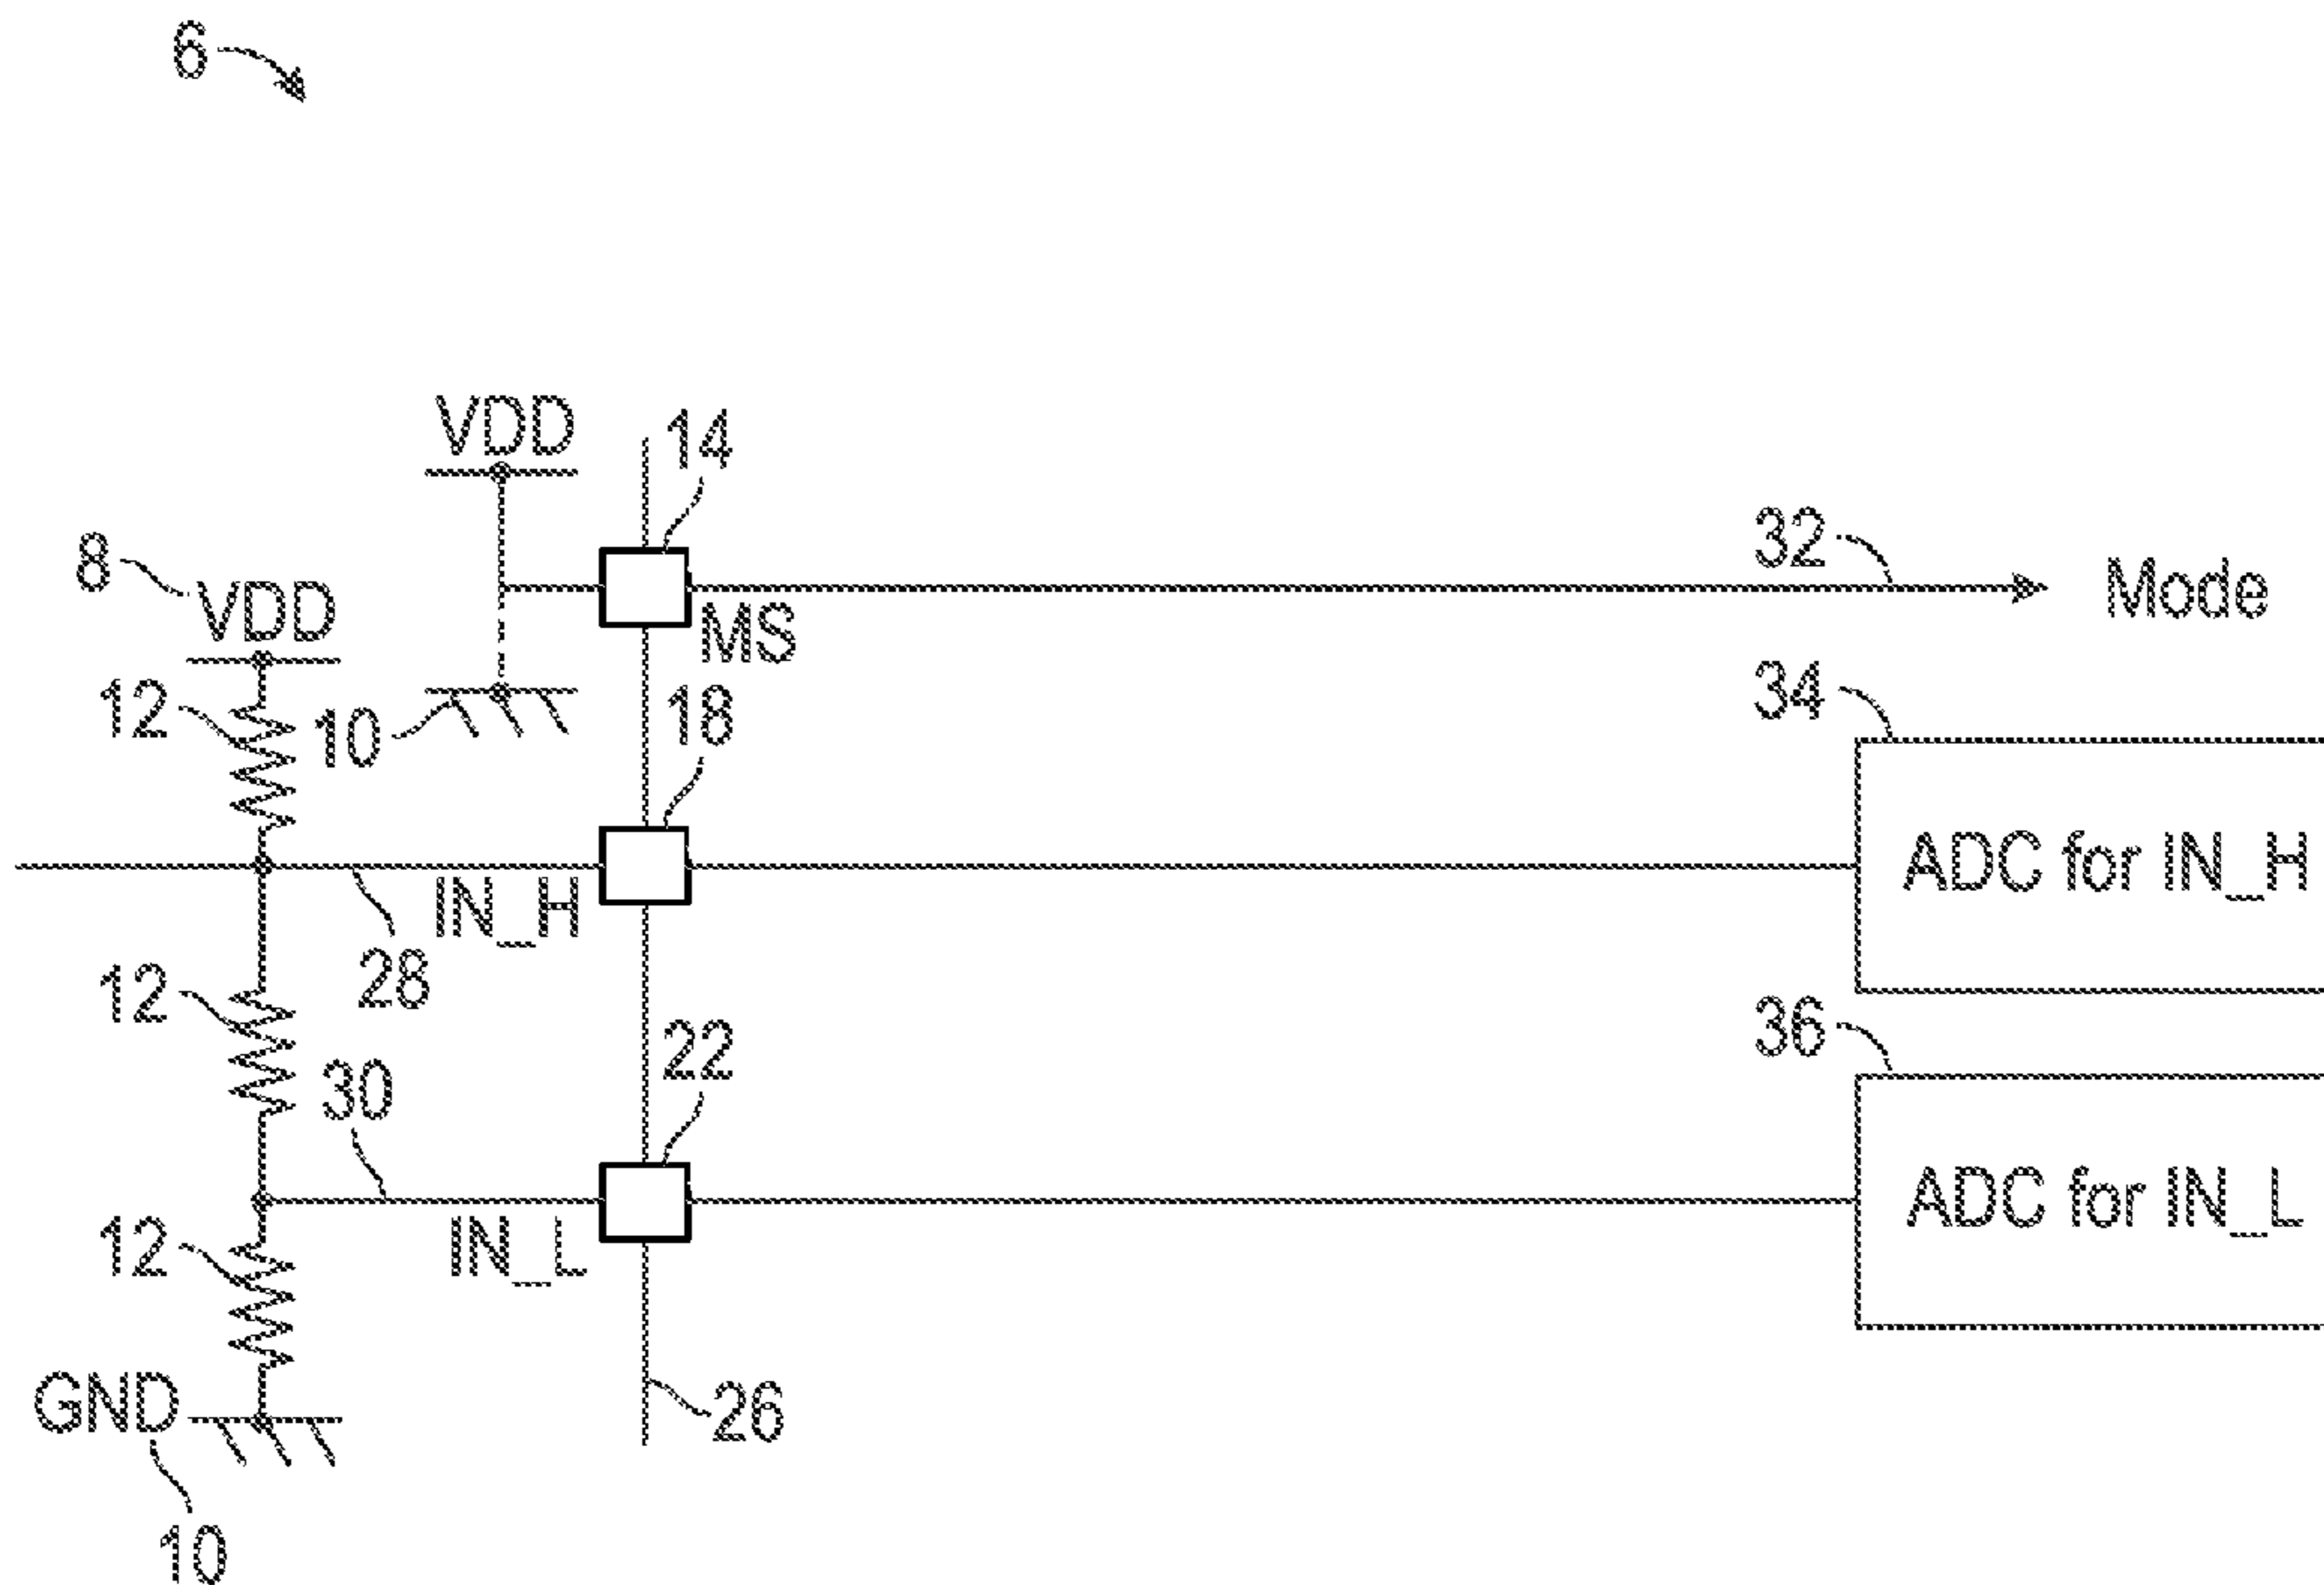 6
VDD
14
8
VDD
32
Mode
MS
12
10
18
34
IN_H
ADC for IN_H
12
28
36
30
22
12
IN_L
ADC for IN_L
GND
26
10